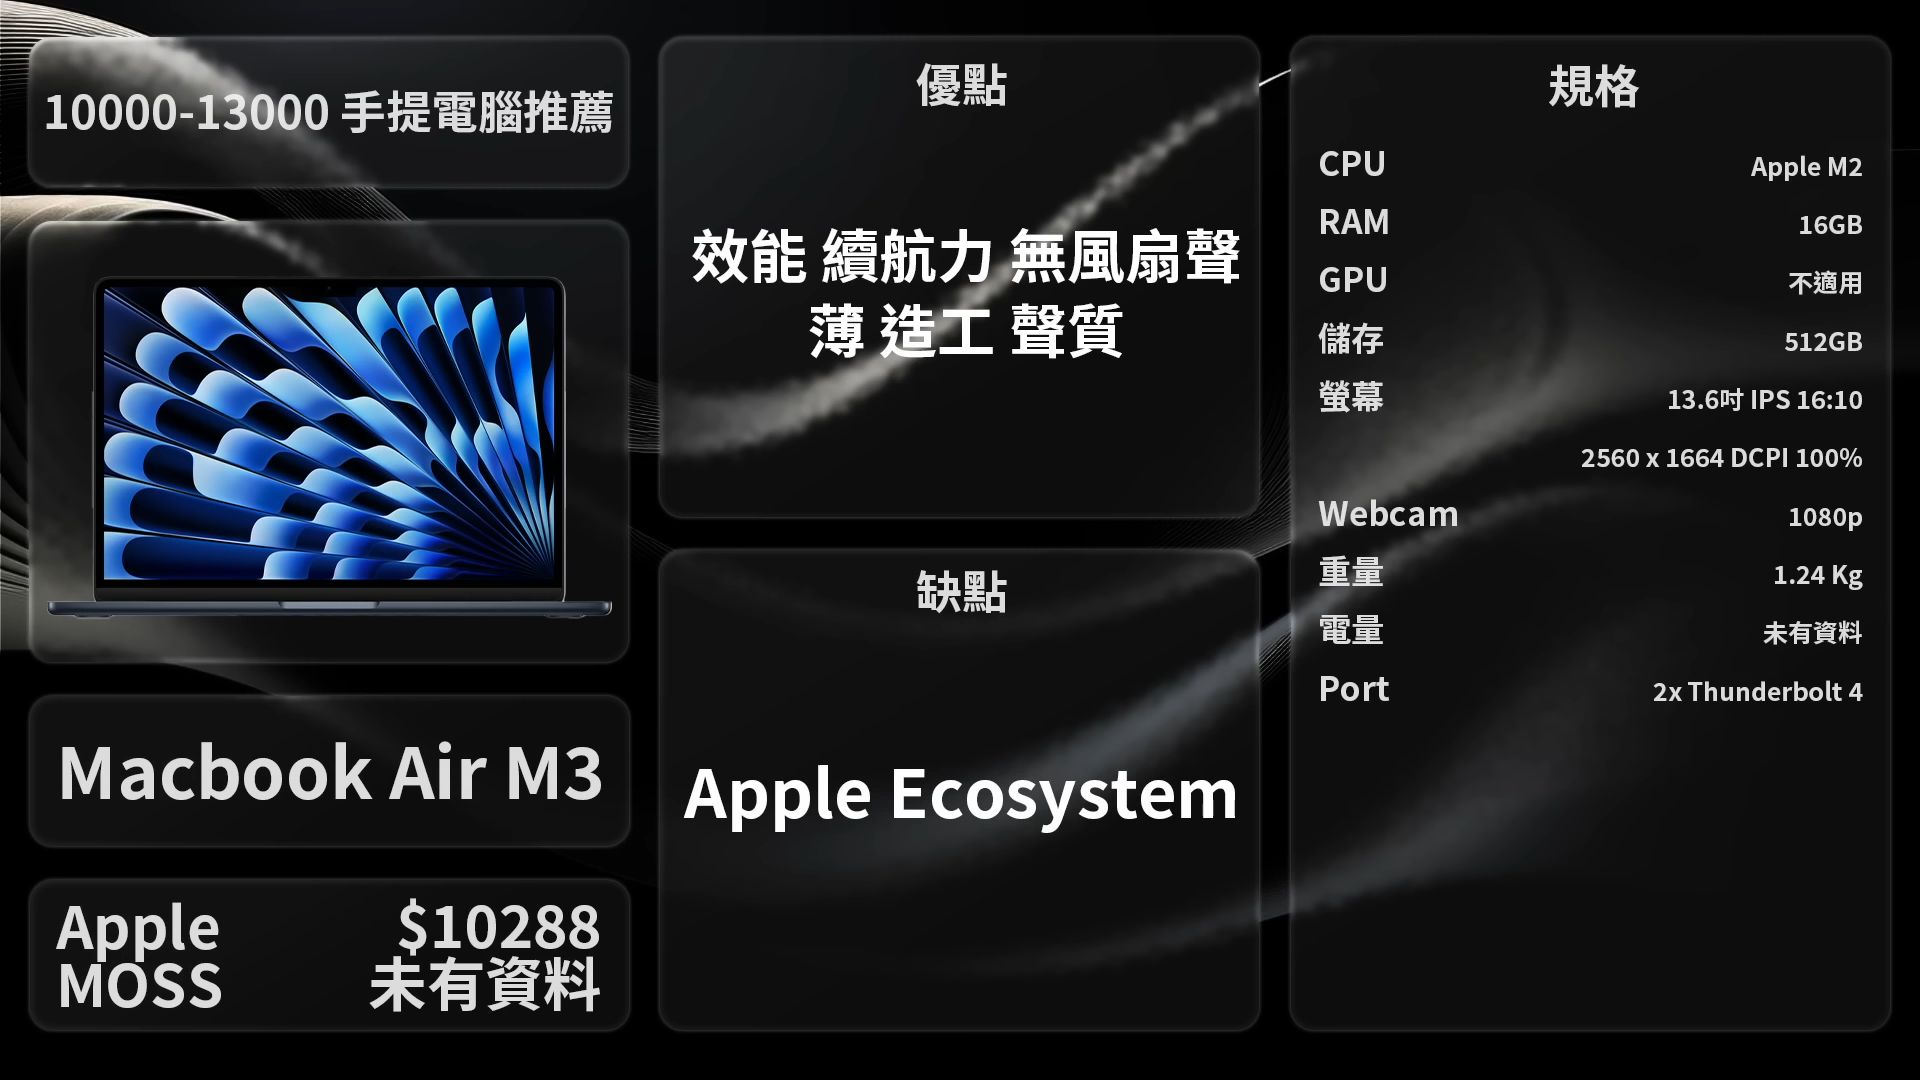 10000-13000 手提電腦推薦
Macbook Air M3
Apple $10288
MOSS 未有資料
優點
效能 續航力 無風扇聲
薄 造工 聲質
缺點
Apple Ecosystem
規格
CPU Apple M2
RAM 16GB
GPU 不適用
儲存 512GB
螢幕 13.6吋 IPS 16:10
2560 x 1664 DCPI 100%
Webcam 1080p
重量 1.24 Kg
電量 未有資料
Port 2x Thunderbolt 4